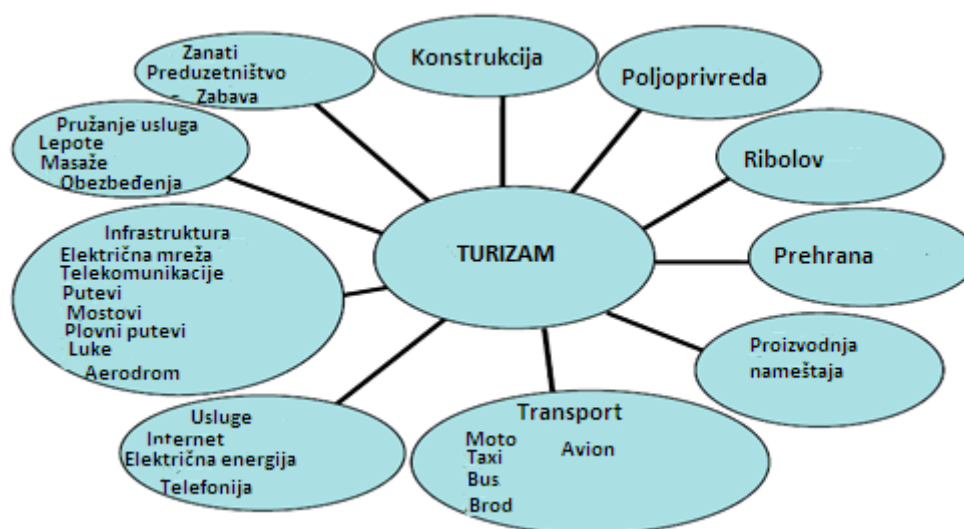 Zanati
Preduzetništvo
- Zabava
Konstrukcija
Poljoprivreda
Pružanje usluga
Lepote
Masaže
Obezbeđenja
Ribolov
Infrastruktura
Električna mreža
Telekomunikacije
Putevi
Mostovi
Plovni putevi
Luke
Aerodrom
TURIZAM
Prehrana
Proizvodnja
nameštaja
Usluge
Internet
Električna energija
Telefonija
Transport
Moto
Avion
Taxi
Bus
Brod